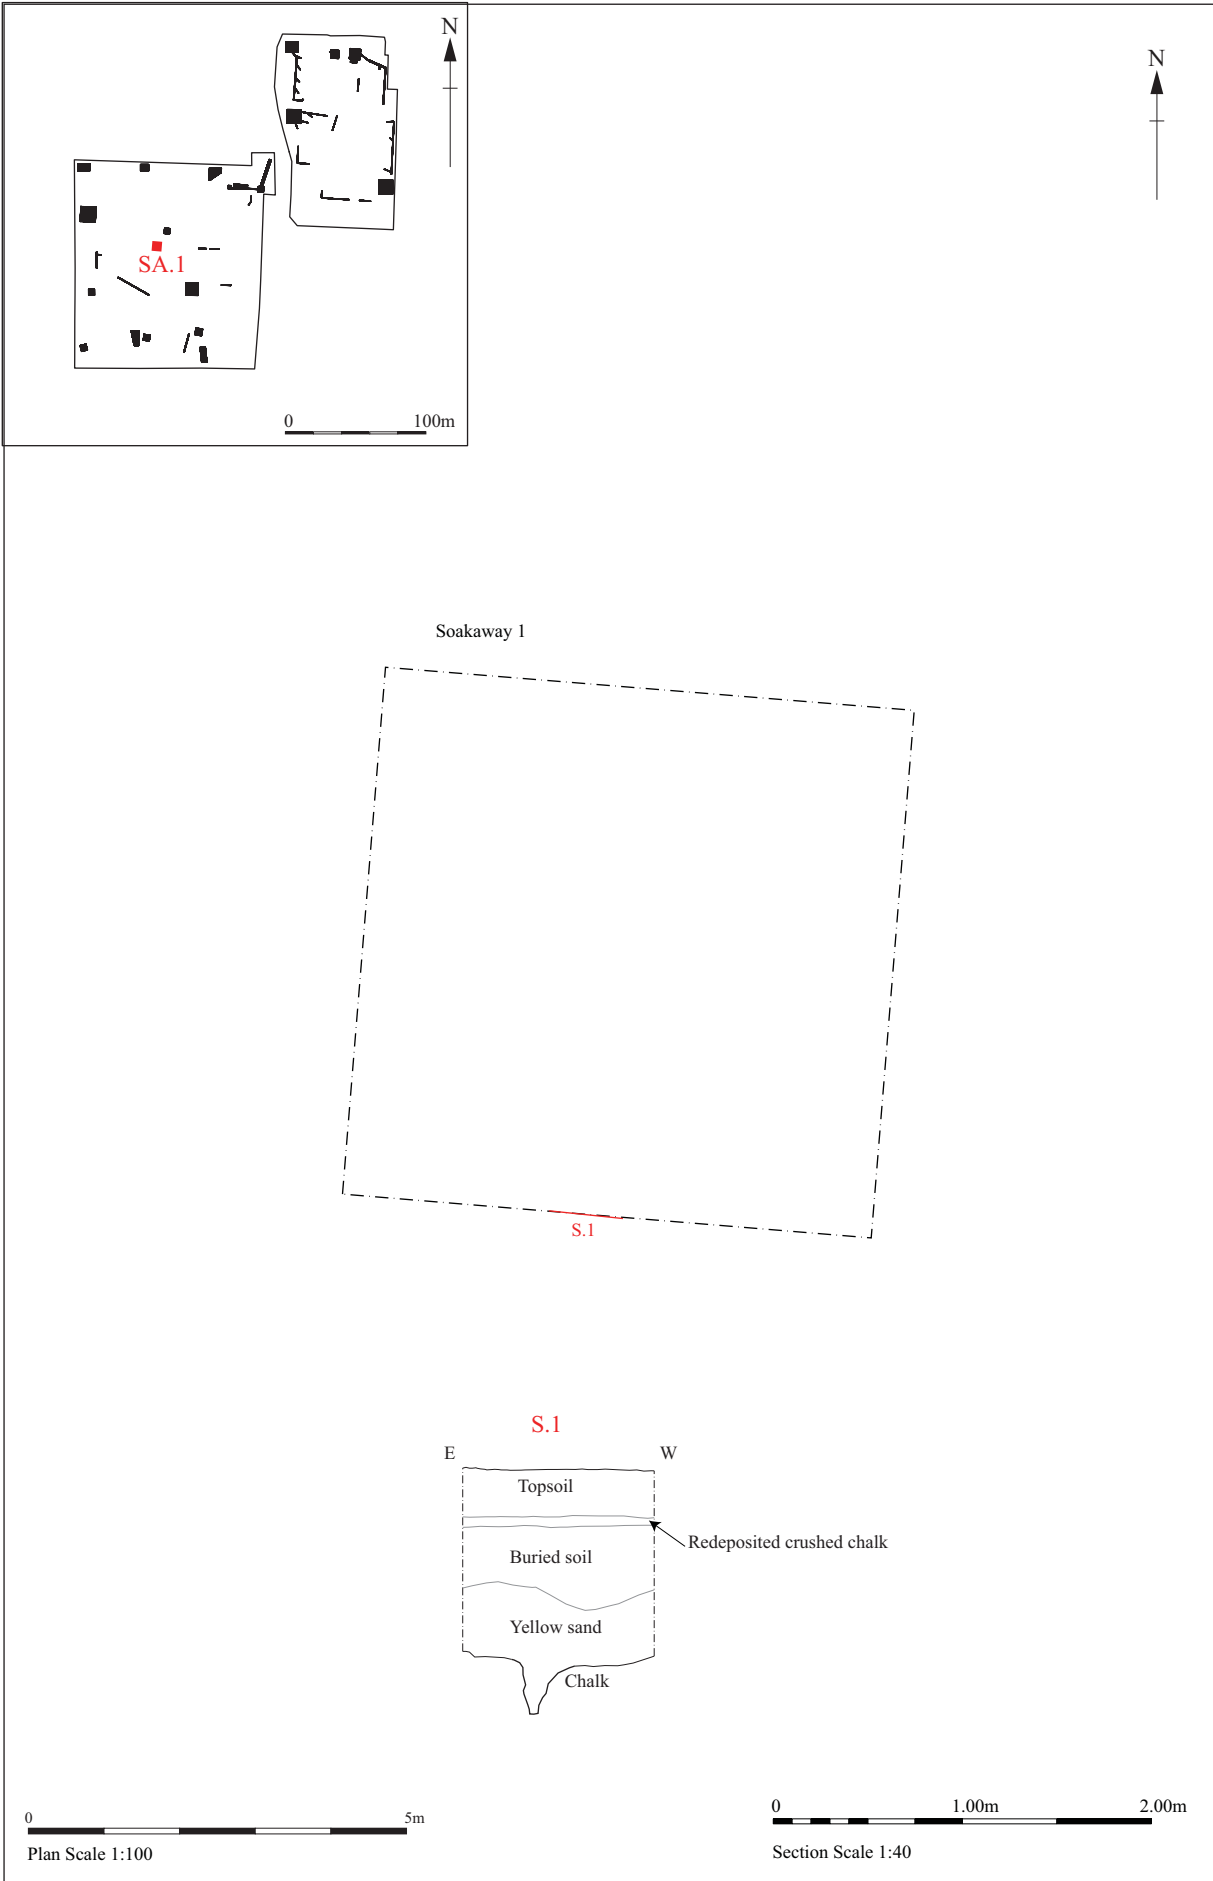 N
N
SA.1
0 100m
Soakaway 1
S.1
S.1
E W
Topsoil
Redeposited crushed chalk
Buried soil
Yellow sand
Chalk
0 5m
Plan Scale 1:100
0 1.00m 2.00m
Section Scale 1:40